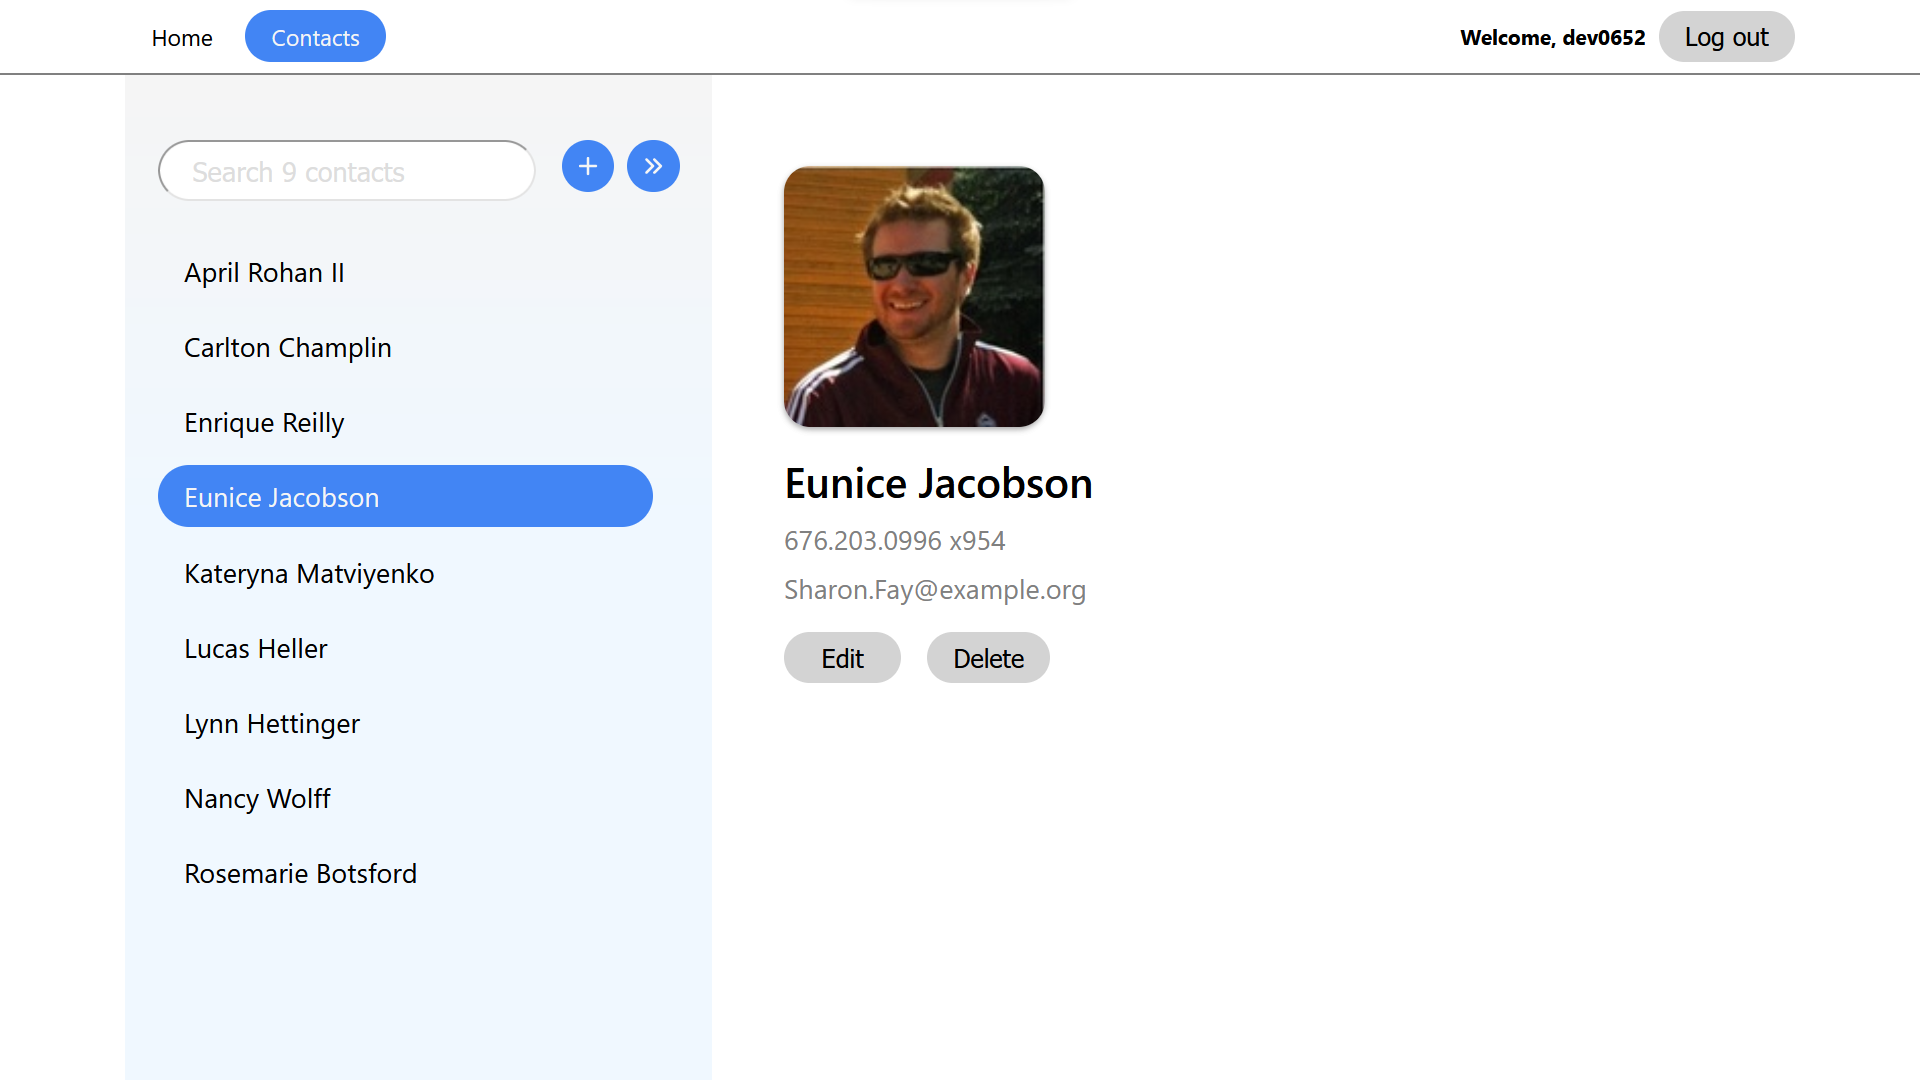 Home
Contacts
Welcome, dev0652
Log out
Search 9 contacts
April Rohan II
Carlton Champlin
Enrique Reilly
Eunice Jacobson
Kateryna Matviyenko
Lucas Heller
Lynn Hettinger
Nancy Wolff
Rosemarie Botsford
Eunice Jacobson
676.203.0996 x954
Sharon.Fay@example.org
Edit
Delete